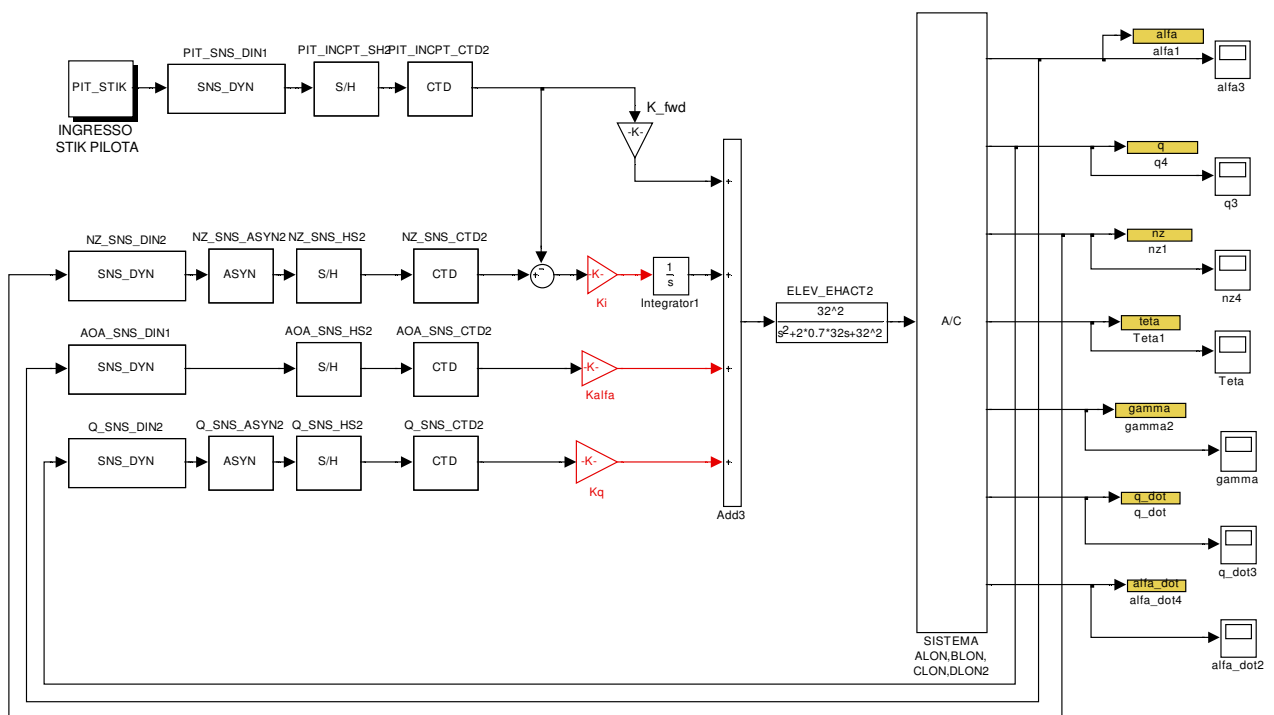 PIT_SNS_DIN1
PIT_INCPT_SH2
PIT_INCPT_CTD2
PIT_STIK
SNS_DYN
S/H
CTD
INGRESSO
STIK PILOTA
K_fwd
-K-
+
NZ_SNS_DIN2
NZ_SNS_ASYN2
NZ_SNS_HS2
NZ_SNS_CTD2
SNS_DYN
ASYN
S/H
CTD
-
+
-K-
Ki
1
s
Integrator1
+
AOA_SNS_DIN1
AOA_SNS_HS2
AOA_SNS_CTD2
SNS_DYN
S/H
CTD
-K-
Kalfa
+
Q_SNS_DIN2
Q_SNS_ASYN2
Q_SNS_HS2
Q_SNS_CTD2
SNS_DYN
ASYN
S/H
CTD
-K-
Kq
+
Add3
ELEV_EHACT2
32^2
s²+2*0.7*32s+32^2
A/C
SISTEMA
ALON,BLON,
CLON,DLON2
alfa
alfa1
alfa3
q
q4
q3
nz
nz1
nz4
teta
Teta1
Teta
gamma
gamma2
gamma
q_dot
q_dot
q_dot3
alfa_dot
alfa_dot4
alfa_dot2